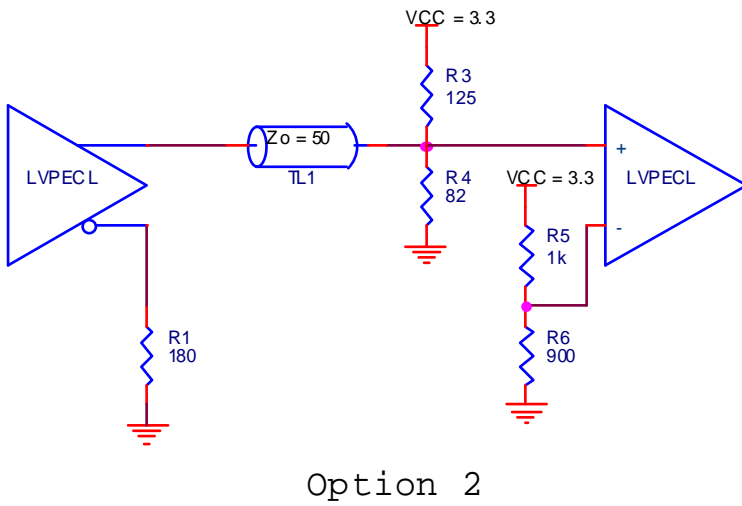 VCC = 3.3
R3
125
Zo = 50
TL1
LVPECL
+
LVPECL
R4
82
VCC = 3.3
-
R5
1k
R1
180
R6
900
Option 2